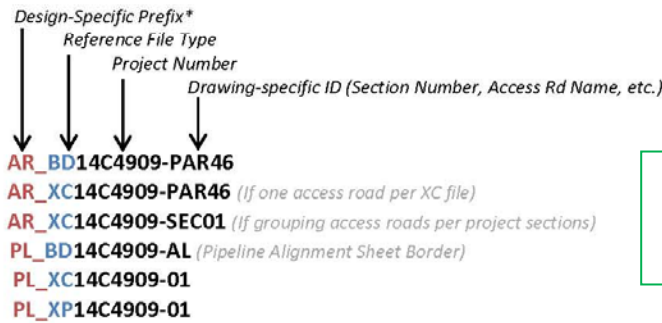 Design-Specific Prefix*
Reference File Type
Project Number
Drawing-specific ID (Section Number, Access Rd Name, etc.)
AR_BD14C4909-PAR46
AR_XC14C4909-PAR46 (If one access road per XC file)
AR_XC14C4909-SEC01 (If grouping access roads per project sections)
PL_BD14C4909-AL (Pipeline Alignment Sheet Border)
PL_XC14C4909-01
PL_XP14C4909-01